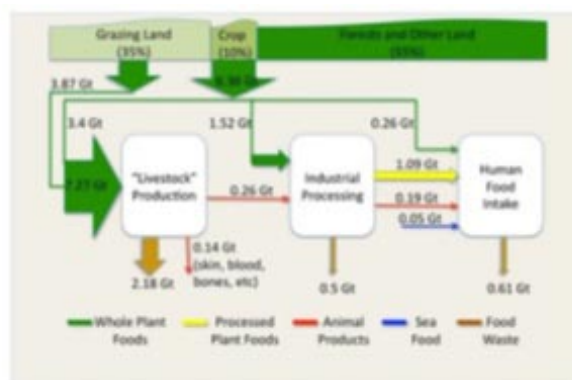 Grazing Land
(35%)
Crop
(10%)
Forests and Other Land
(55%)
3.87 Gt
3.4 Gt
1.52 Gt
0.26 Gt
7.27 Gt
"Livestock"
Production
0.26 Gt
Industrial
Processing
1.09 Gt
0.19 Gt
0.05 Gt
Human
Food
Intake
0.14 Gt
(skin, blood,
bones, etc)
2.18 Gt
0.5 Gt
0.61 Gt
Whole Plant
Foods
Processed
Plant Foods
Animal
Products
Sea
Food
Food
Waste